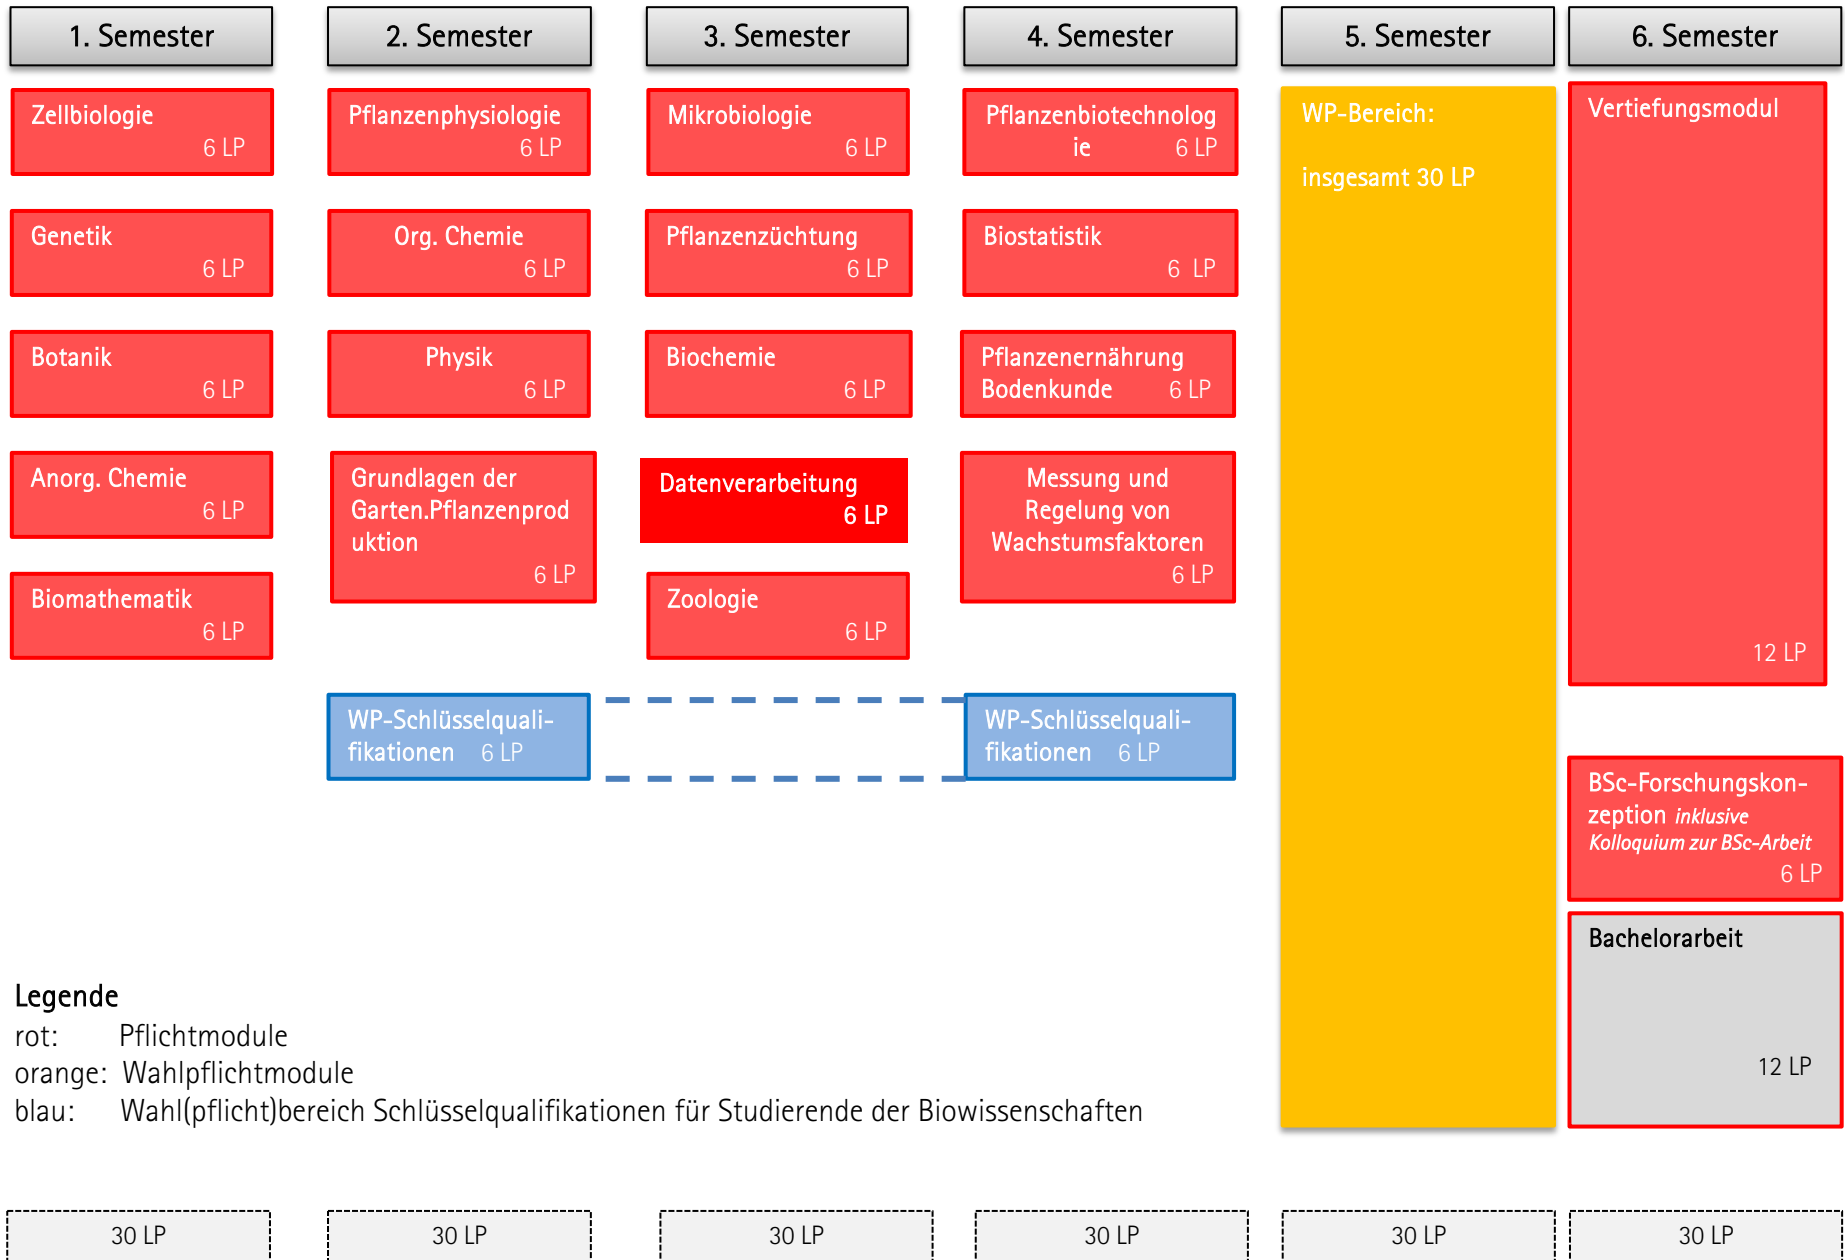 1. Semester
2. Semester
3. Semester
4. Semester
5. Semester
6. Semester
Zellbiologie
6 LP
Genetik
6 LP
Botanik
6 LP
Anorg. Chemie
6 LP
Biomathematik
6 LP
Pflanzenphysiologie
6 LP
Org. Chemie
6 LP
Physik
6 LP
Grundlagen der
Garten.Pflanzenprod
uktion
6 LP
WP-Schlüsselquali-
fikationen 6 LP
Mikrobiologie
6 LP
Pflanzenzüchtung
6 LP
Biochemie
6 LP
Datenverarbeitung
6 LP
Zoologie
6 LP
Pflanzenbiotechnolog
ie 6 LP
Biostatistik
6 LP
Pflanzenernährung
Bodenkunde 6 LP
Messung und
Regelung von
Wachstumsfaktoren
6 LP
WP-Schlüsselquali-
fikationen 6 LP
WP-Bereich:
insgesamt 30 LP
Vertiefungsmodul
12 LP
BSc-Forschungskon-
zeption inklusive
Kolloquium zur BSc-Arbeit
6 LP
Bachelorarbeit
12 LP
Legende
rot: Pflichtmodule
orange: Wahlpflichtmodule
blau: Wahl(pflicht)bereich Schlüsselqualifikationen für Studierende der Biowissenschaften
30 LP
30 LP
30 LP
30 LP
30 LP
30 LP